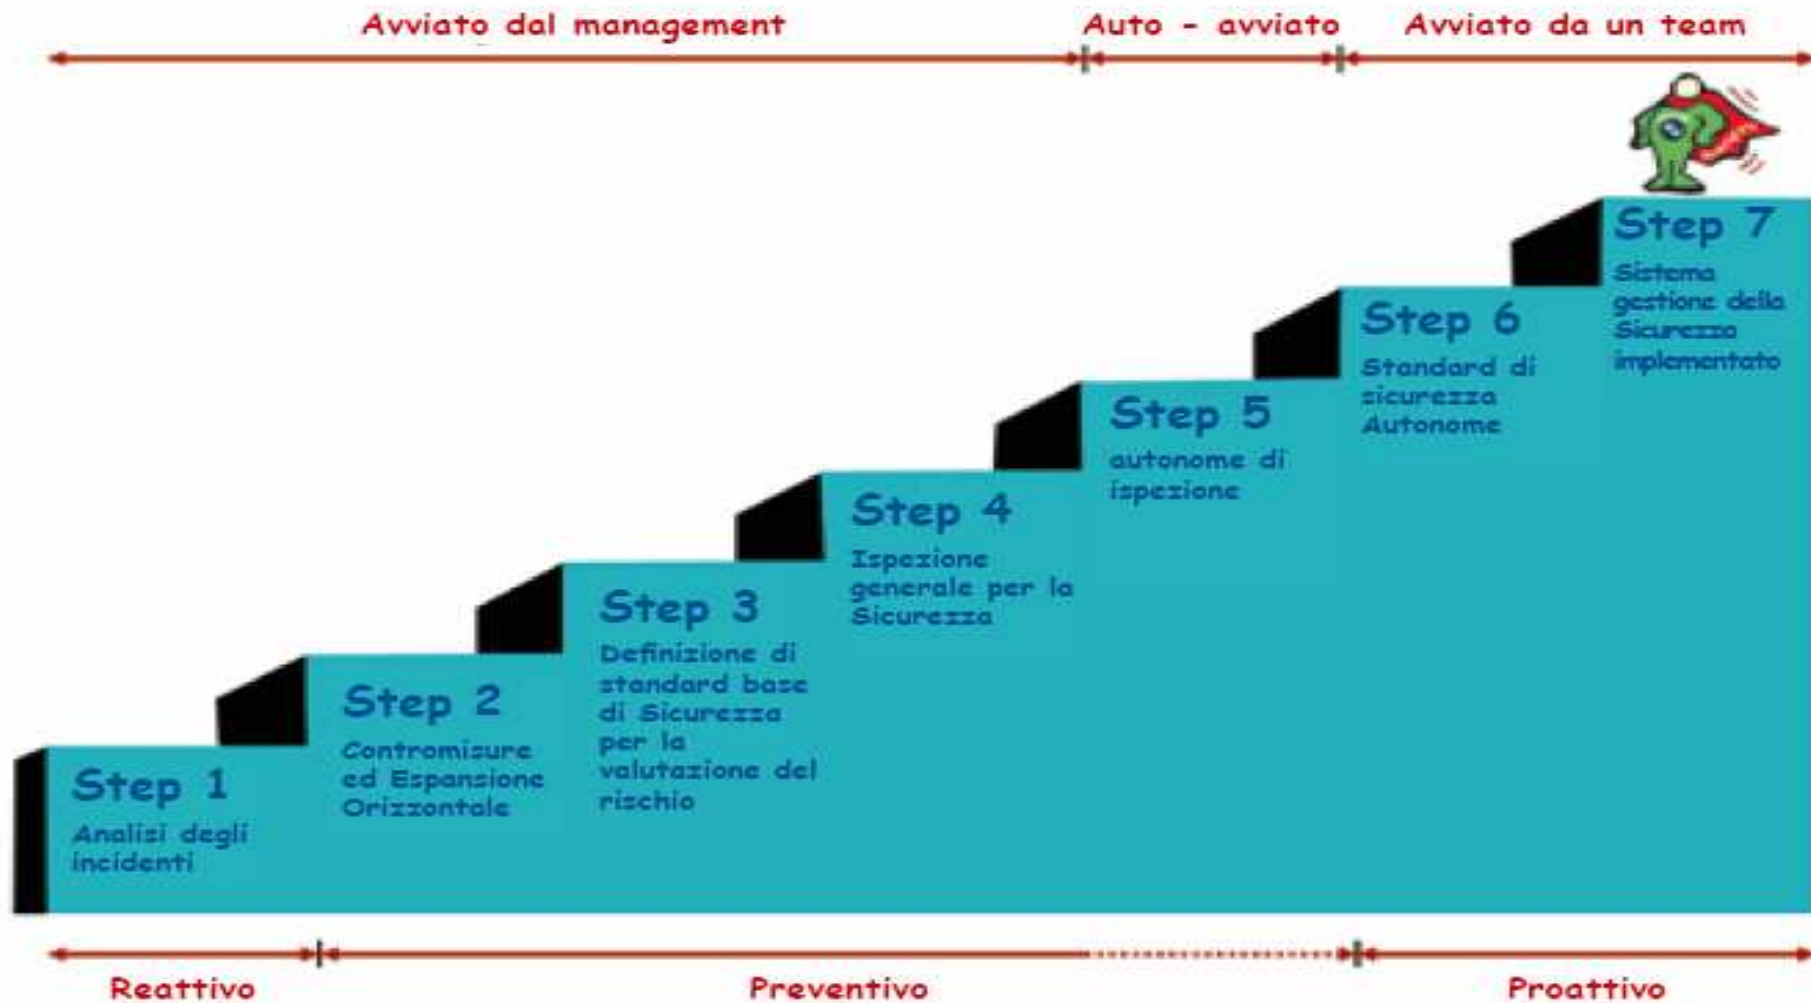 Avviato dal management
Auto - avviato
Avviato da un team
Step 7
Sistema
gestione della
Sicurezza
implementato
Step 6
Standard di
sicurezza
Autonome
Step 5
autonome di
ispezione
Step 4
Ispezione
generale per la
Sicurezza
Step 3
Definizione di
standard base
di Sicurezza
per la
valutazione del
rischio
Step 2
Contromisure
ed Espansione
Orizzontale
Step 1
Analisi degli
incidenti
Reattivo
Preventivo
Proattivo